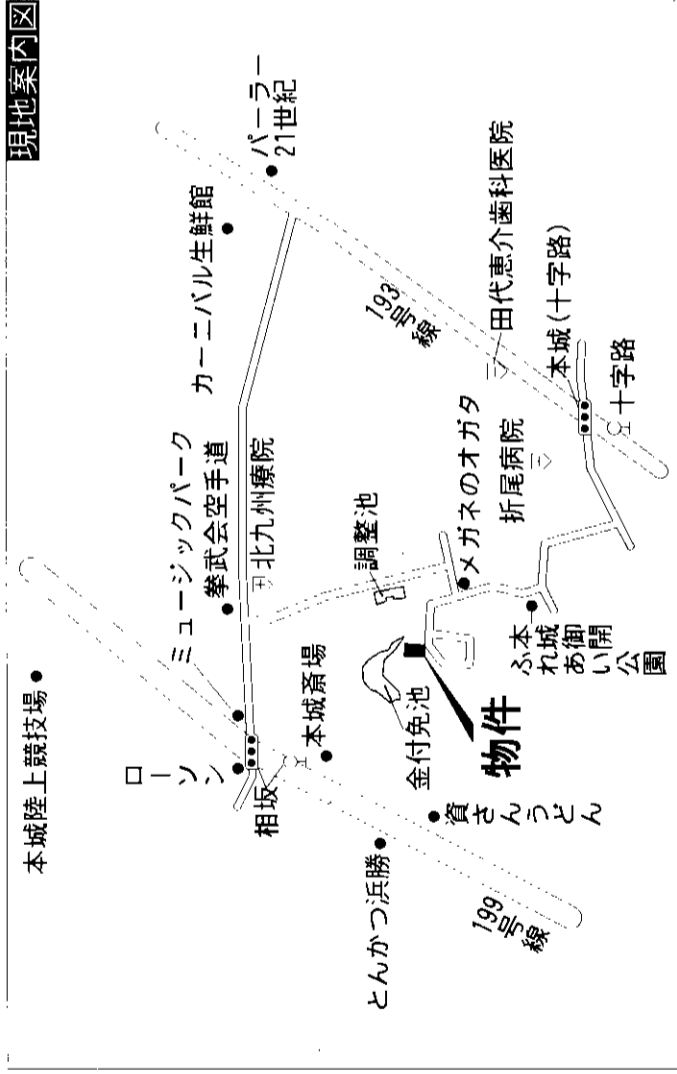 現地案内図
パーラー
21世紀
カーニバル生鮮館
193号線
田代恵介歯科医院
本城(十字路)
十字路
ミュージックパーク
拳武会空手道
北九州療院
調整池
メガネのオガタ
折尾病院
本城陸上競技場
ローソン
相坂
本城斎場
金付免池
物件
本城御開
ふれあい公園
とんかつ浜勝
資さんうどん
199号線